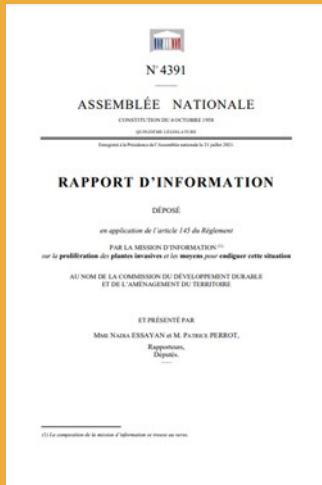 N° 4391
ASSEMBLÉE NATIONALE
CONSTITUTION DU 4 OCTOBRE 1958
QUINZIÈME LÉGISLATURE
Enregistré à la Présidence de l'Assemblée nationale le 21 juillet 2021.
RAPPORT D'INFORMATION
DÉPOSÉ
en application de l'article 145 du Règlement
PAR LA MISSION D'INFORMATION (1)
sur la prolifération des plantes invasives et les moyens pour endiguer cette situation
AU NOM DE LA COMMISSION DU DÉVELOPPEMENT DURABLE
ET DE L'AMÉNAGEMENT DU TERRITOIRE
ET PRÉSENTÉ PAR
MME NADIA ESSAYAN et M. PATRICE PERROT,
Rapporteurs,
Députés.
(1) La composition de la mission d'information se trouve au verso.